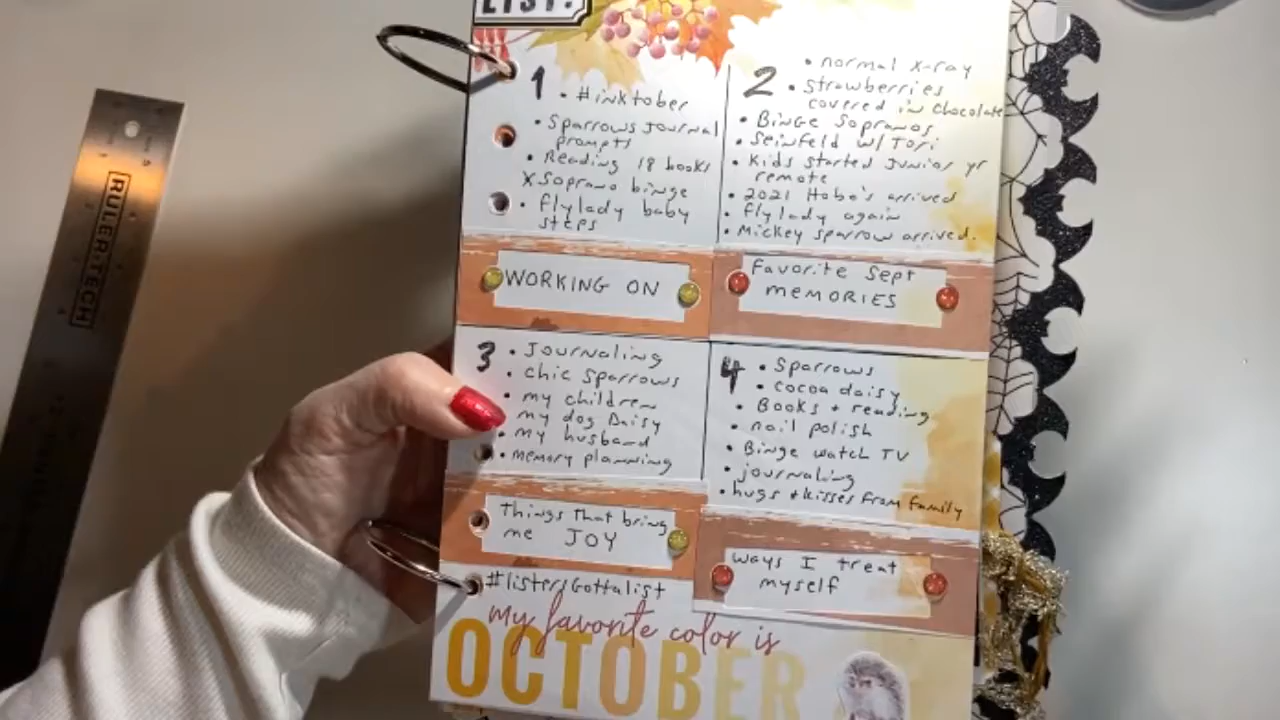 LIST.
1
• #inktober
• Sparrows Journal
prompts
• Reading 18 books
x Soprano binge
• flylady baby
steps
WORKING ON
2
• normal x-ray
• strawberries
covered in Chocolate
• Binge Sopranos
• Seinfeld w/ Tori
• Kids started Junior yr
remote
• 2021 Hobo's arrived
• flylady again
• Mickey sparrow arrived.
Favorite Sept
MEMORIES
3
• Journaling
• Chic Sparrows
• my children
• my dog Daisy
• my husband
• memory planning
things that bring
me JOY
4
• Sparrows
• cocoa daisy
• Books + reading
• nail polish
• Binge watch TV
• journaling
• hugs + kisses from family
ways I treat
myself
#listersGottalist
my favorite color is
OCTOBER
RULER.TECH